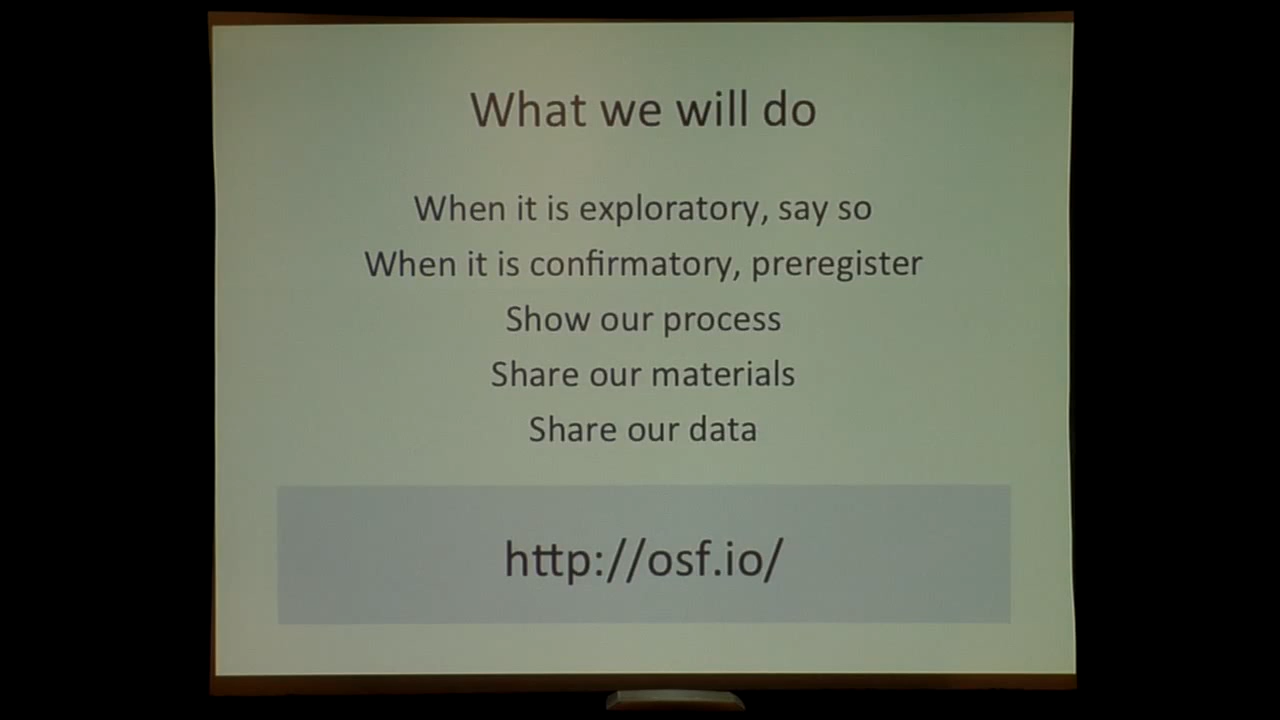 What we will do
When it is exploratory, say so
When it is confirmatory, preregister
Show our process
Share our materials
Share our data
http://osf.io/